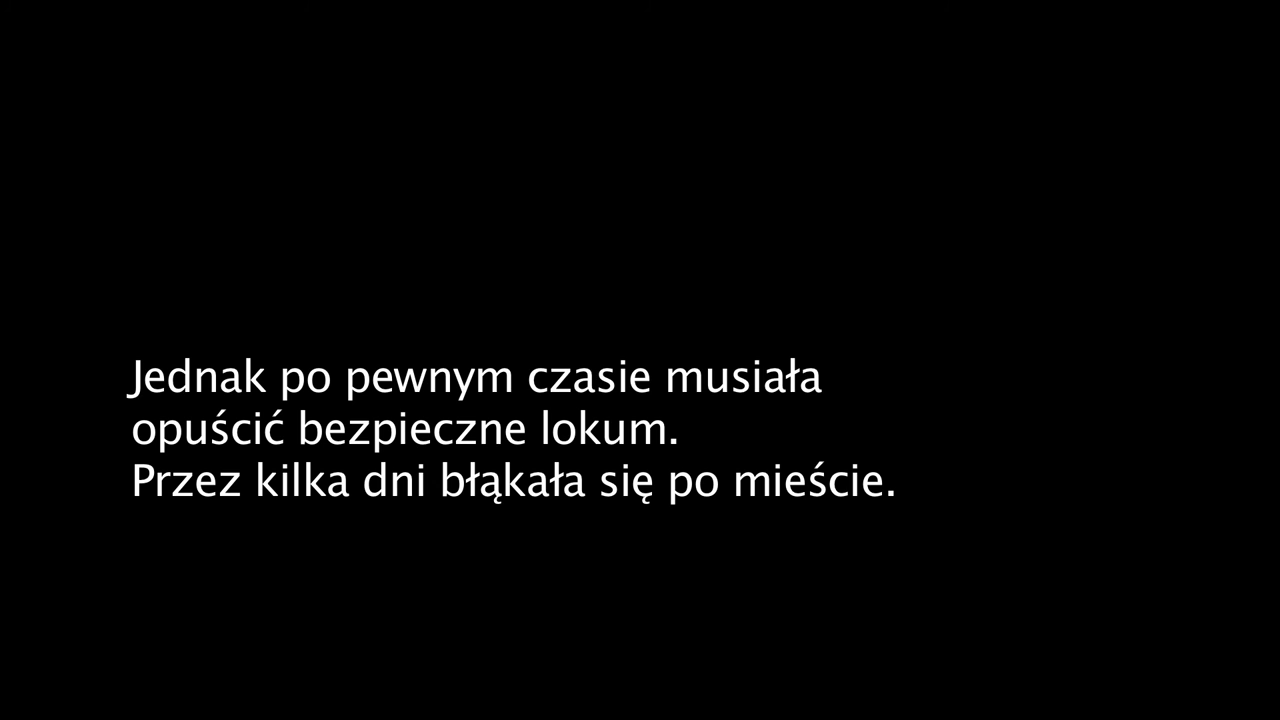 Jednak po pewnym czasie musiała
opuścić bezpieczne lokum.
Przez kilka dni błąkała się po mieście.